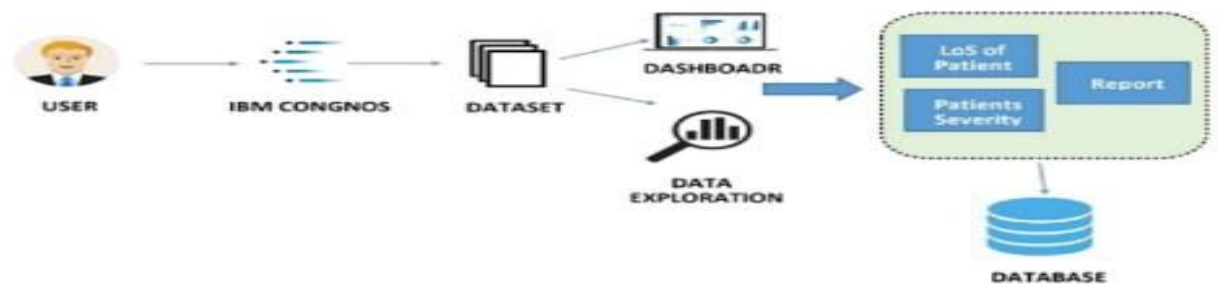 USER
IBM CONGNOS
DATASET
DASHBOADR
DATA
EXPLORATION
LoS of
Patient
Patients
Severity
Report
DATABASE